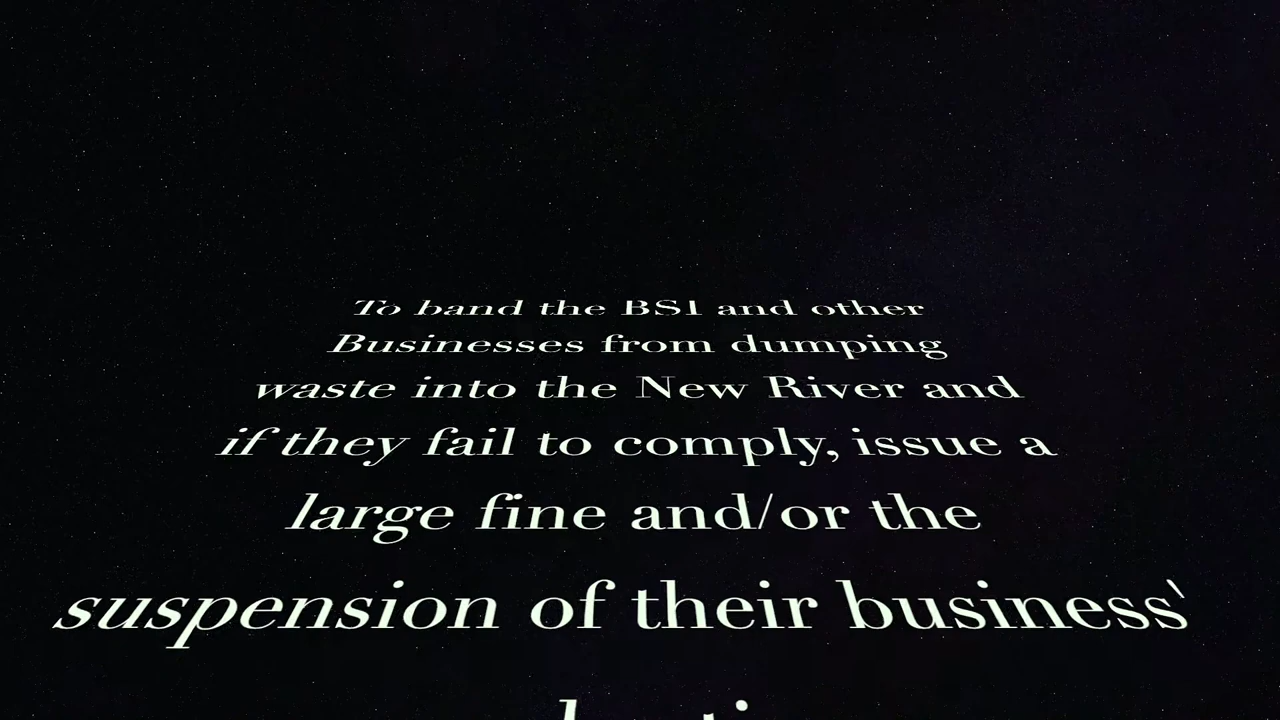 To band the BSI and other
Businesses from dumping
waste into the New River and
if they fail to comply, issue a
large fine and/or the
suspension of their business'